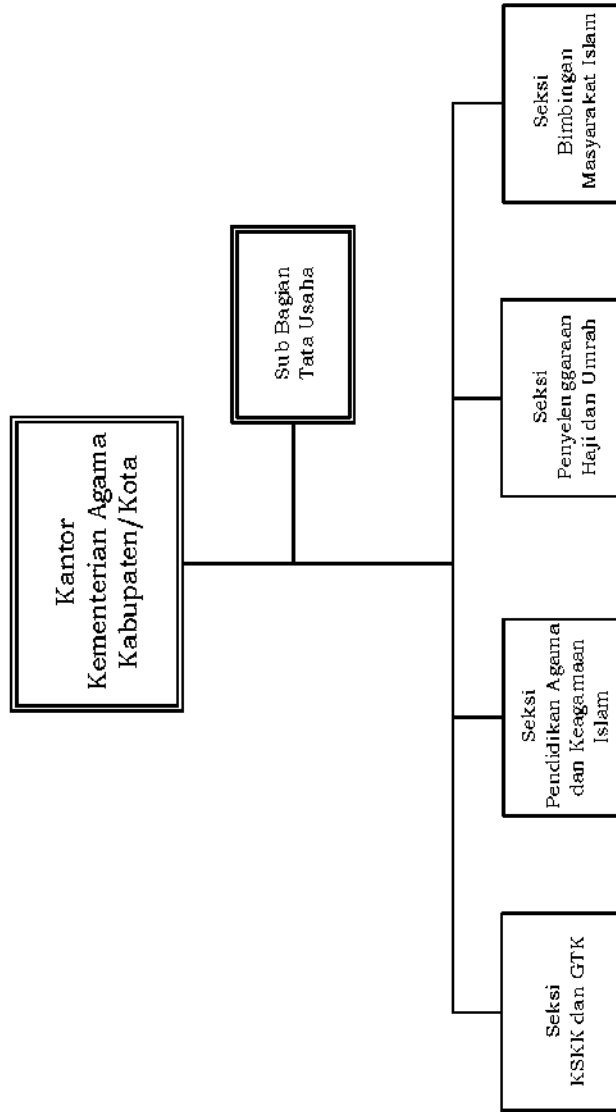 Kantor
Kementerian Agama
Kabupaten/Kota
Sub Bagian
Tata Usaha
Seksi
KSKK dan GTK
Seksi
Pendidikan Agama
dan Keagamaan
Islam
Seksi
Penyelenggaraan
Haji dan Umrah
Seksi
Bimbingan
Masyarakat Islam